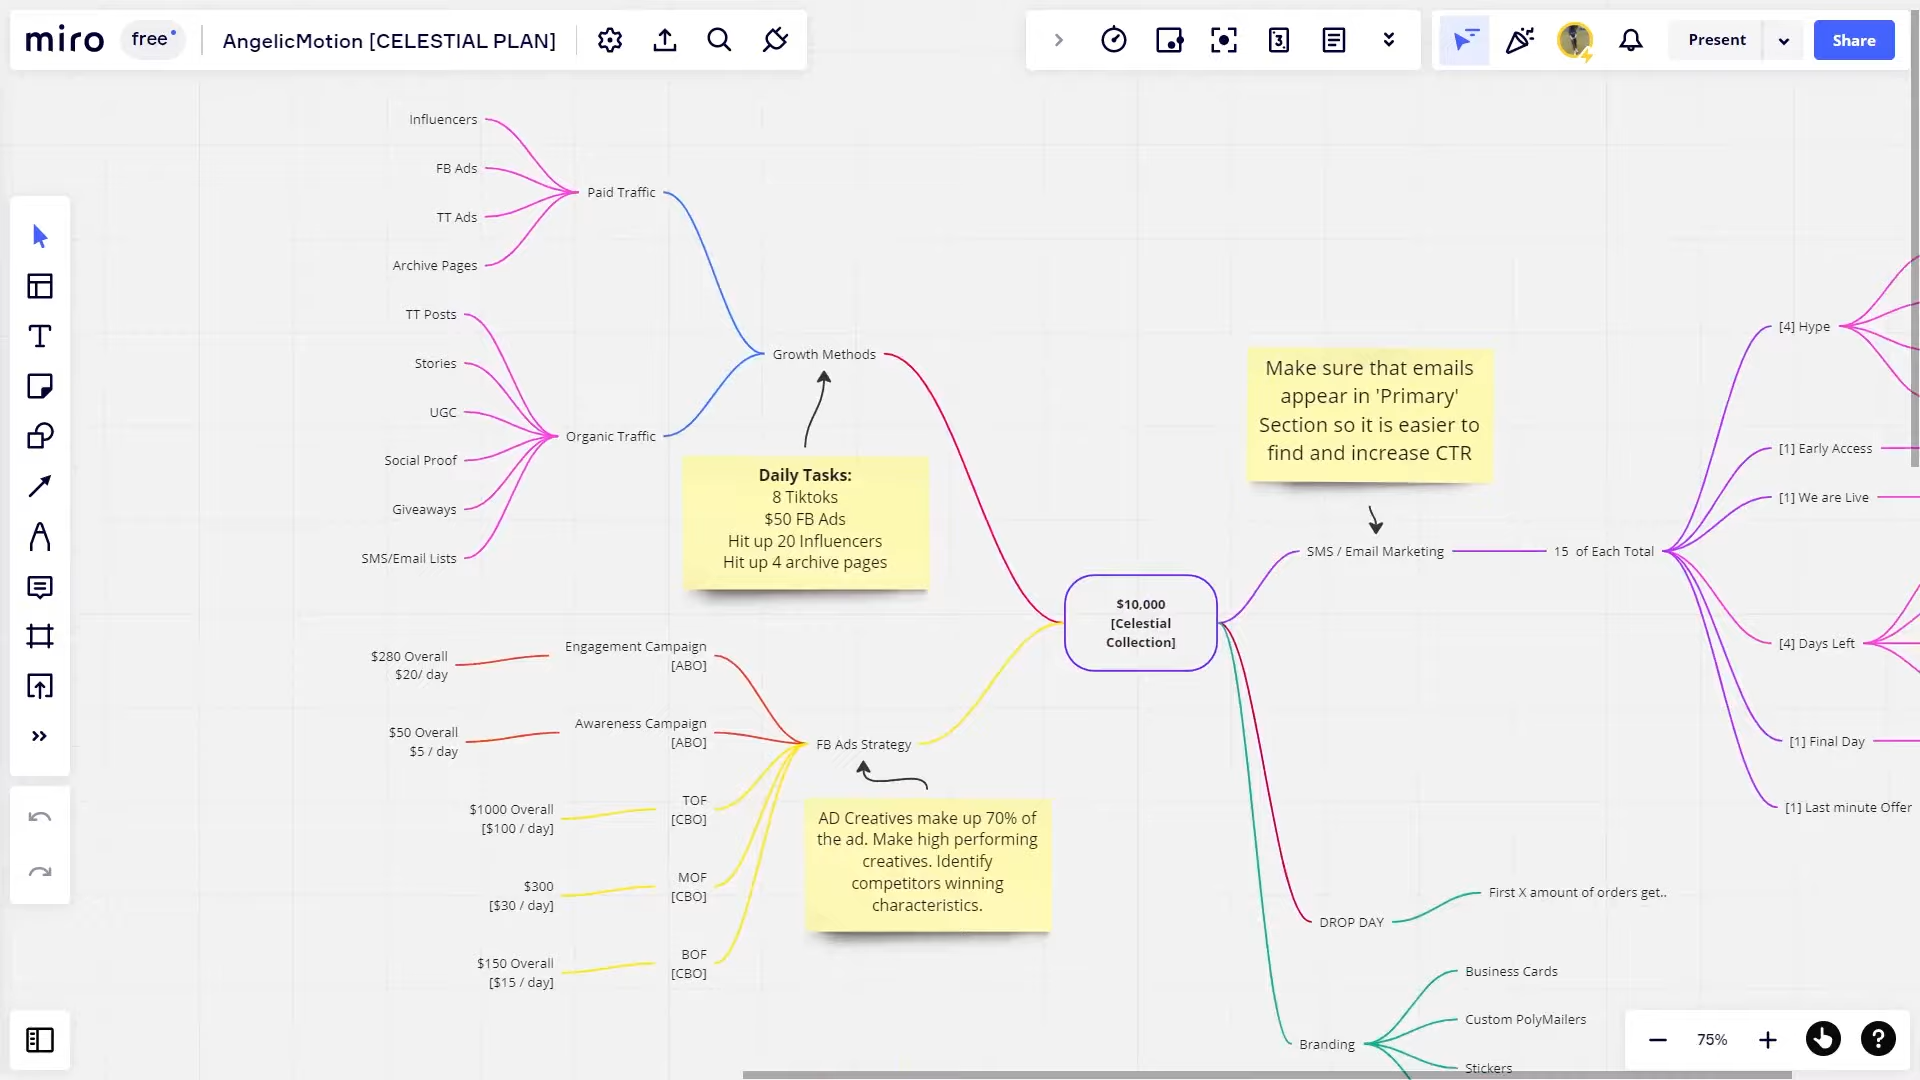 miro
free
AngelicMotion [CELESTIAL PLAN]
3
Present
Share
Influencers
FB Ads
TT Ads
Archive Pages
Paid Traffic
TT Posts
Stories
UGC
Social Proof
Giveaways
SMS/Email Lists
Organic Traffic
Growth Methods
Daily Tasks:
8 Tiktoks
$50 FB Ads
Hit up 20 Influencers
Hit up 4 archive pages
$280 Overall
$20/ day
Engagement Campaign
[ABO]
$50 Overall
$5 / day
Awareness Campaign
[ABO]
$1000 Overall
[$100 / day]
TOF
[CBO]
$300
[$30 / day]
MOF
[CBO]
$150 Overall
[$15 / day]
BOF
[CBO]
FB Ads Strategy
AD Creatives make up 70% of
the ad. Make high performing
creatives. Identify
competitors winning
characteristics.
$10,000
[Celestial
Collection]
Make sure that emails
appear in 'Primary'
Section so it is easier to
find and increase CTR
SMS / Email Marketing
15 of Each Total
[4] Hype
[1] Early Access
[1] We are Live
[4] Days Left
[1] Final Day
[1] Last minute Offer
DROP DAY
First X amount of orders get..
Branding
Business Cards
Custom PolyMailers
Stickers
75%
?